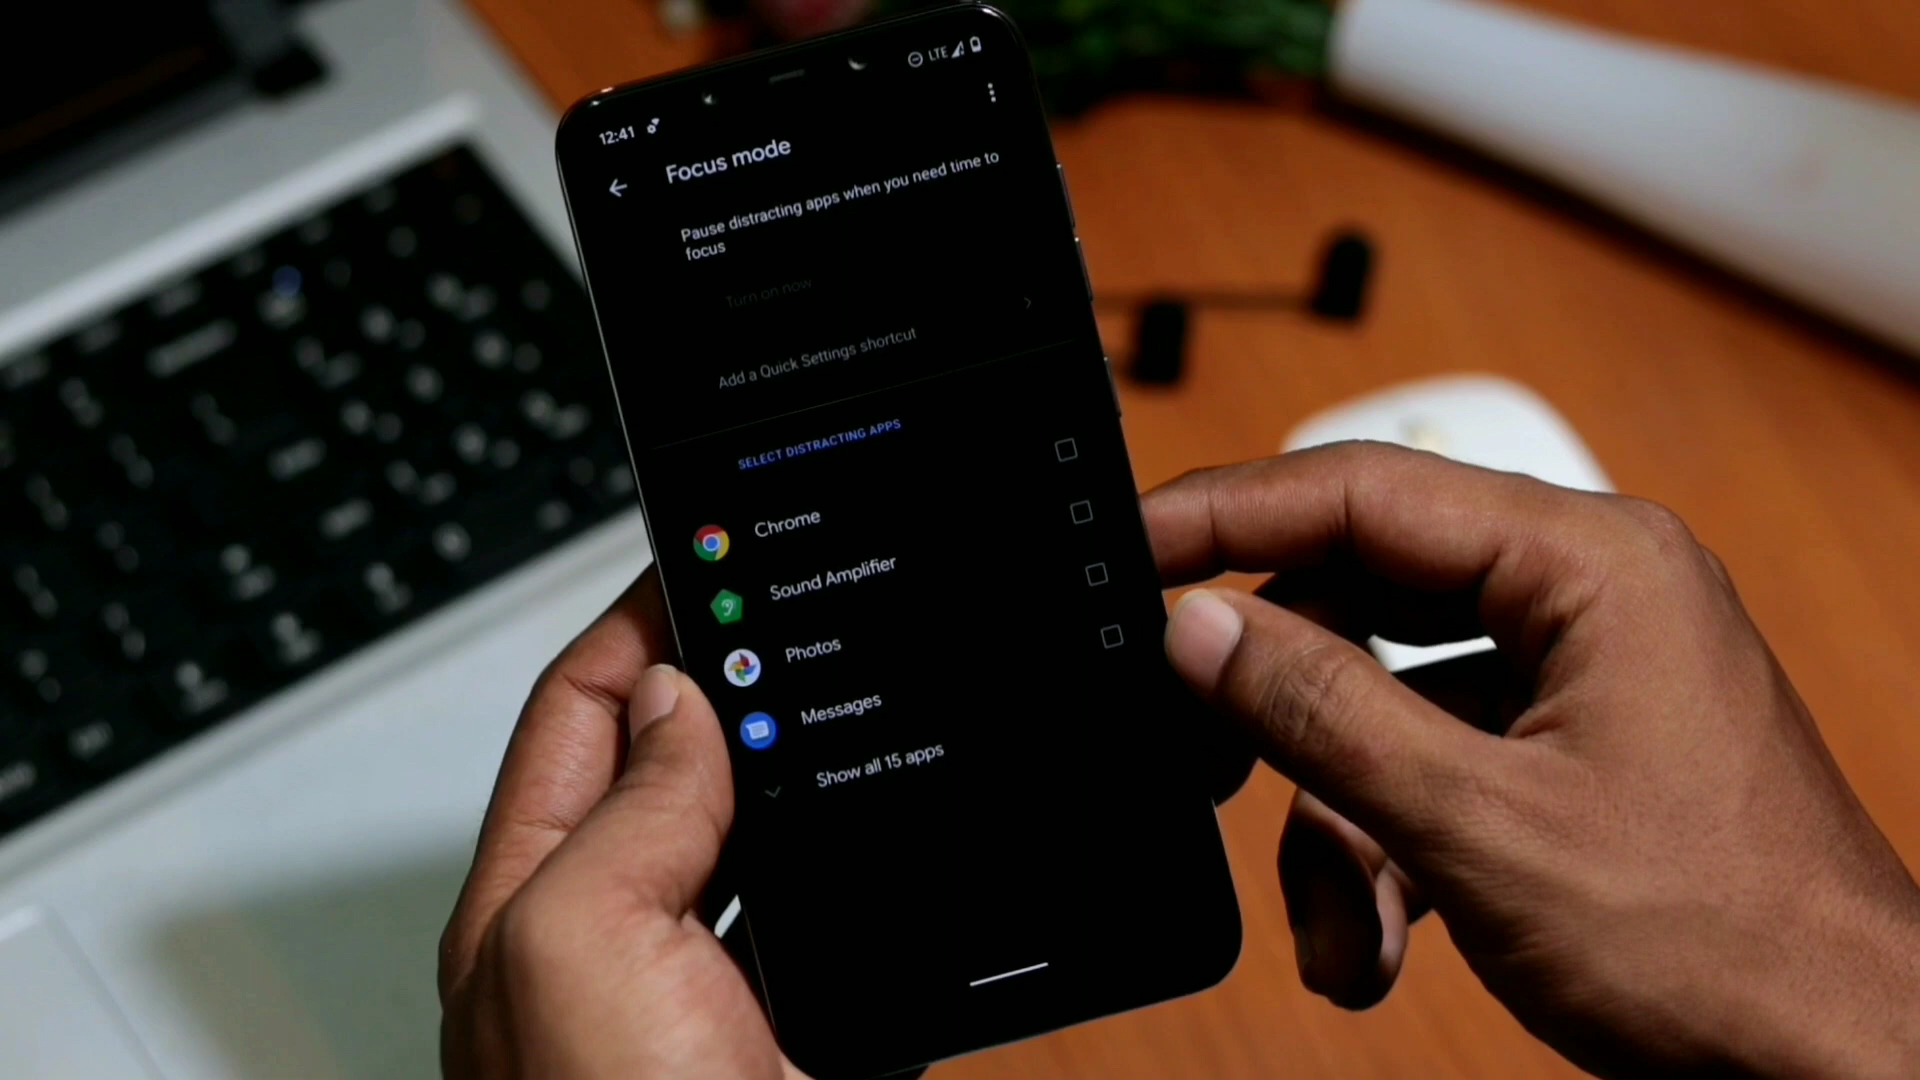 12:41
LTE
Focus mode
Pause distracting apps when you need time to
focus
Turn on now
Add a Quick Settings shortcut
SELECT DISTRACTING APPS
Chrome
Sound Amplifier
Photos
Messages
Show all 15 apps